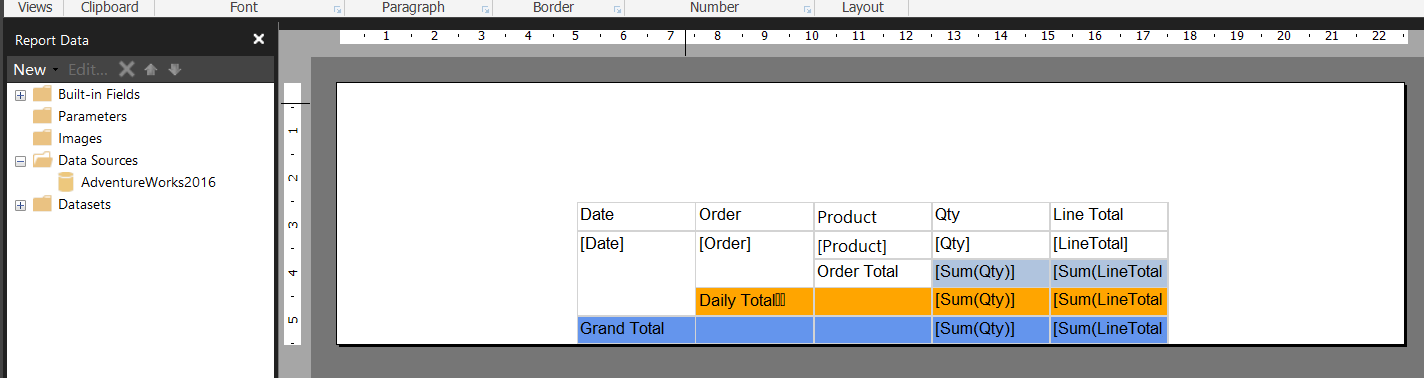 Views Clipboard Font Paragraph Border Number Layout
Report Data
New Edit...
1 2 3 4 5 6 7 8 9 10 11 12 13 14 15 16 17 18 19 20 21 22
Built-in Fields
Parameters
Images
Data Sources
AdventureWorks2016
Datasets
1
2
3
4
5
Date Order Product Qty Line Total
[Date] [Order] [Product] [Qty] [LineTotal]
Order Total [Sum(Qty)] [Sum(LineTotal
Daily Total [Sum(Qty)] [Sum(LineTotal
Grand Total [Sum(Qty)] [Sum(LineTotal